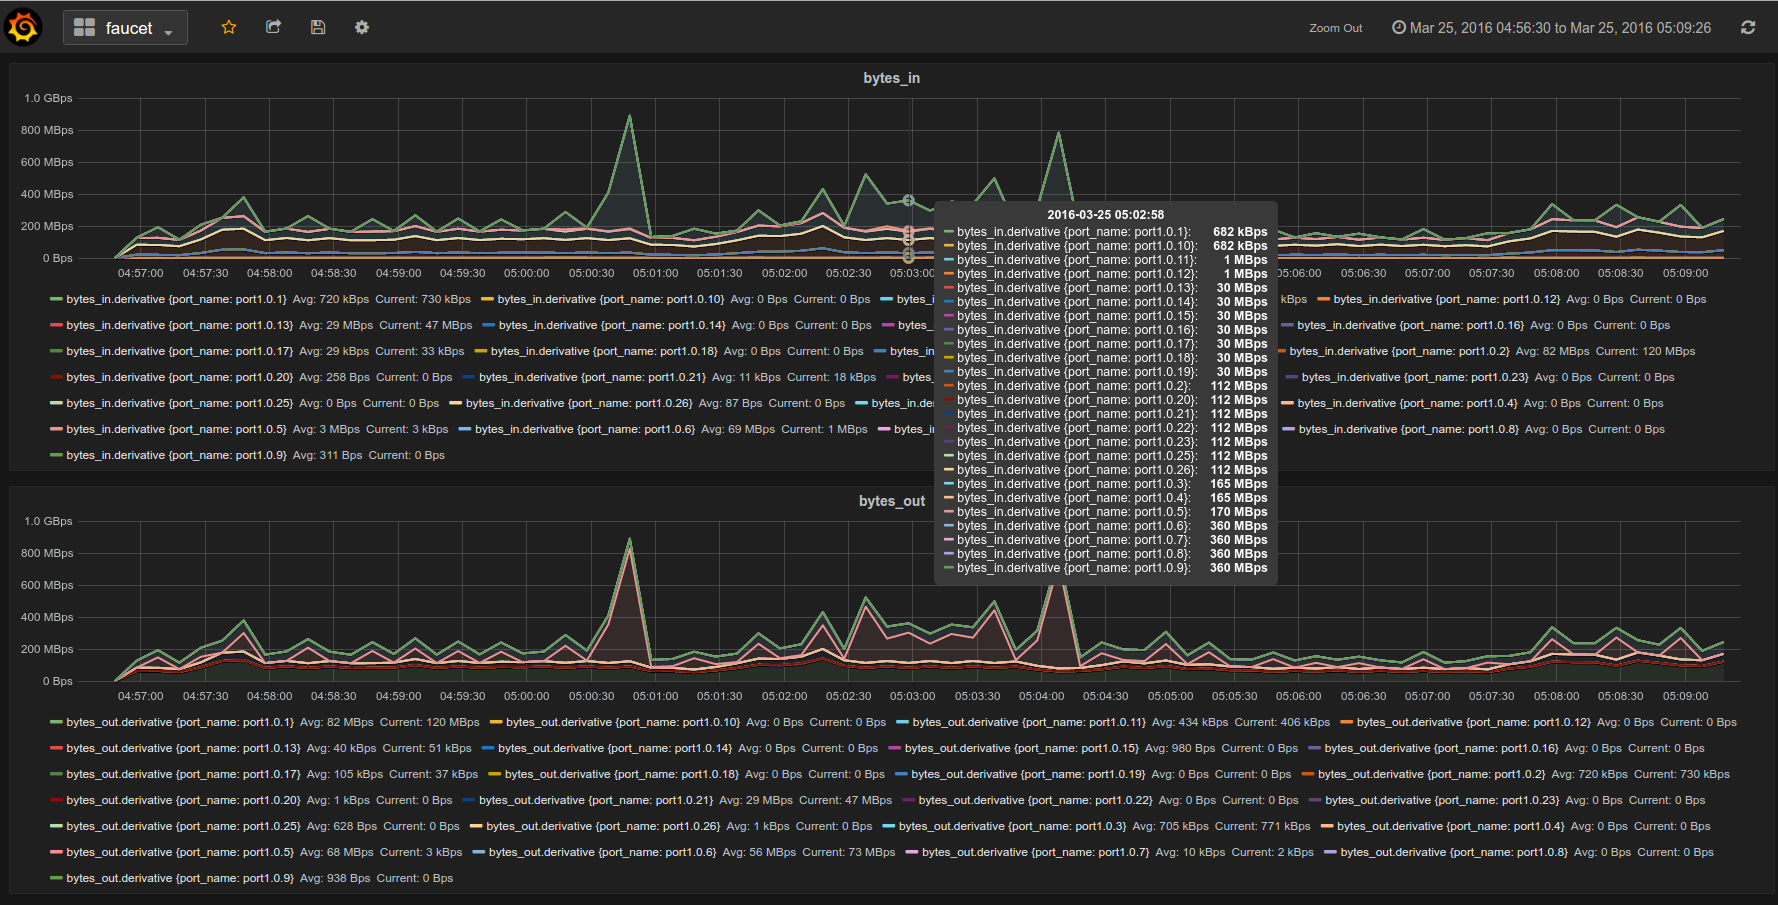 faucet
Zoom Out
Mar 25, 2016 04:56:30 to Mar 25, 2016 05:09:26
bytes_in
1.0 GBps
800 MBps
600 MBps
400 MBps
200 MBps
0 Bps
04:57:00 04:57:30 04:58:00 04:58:30 04:59:00 04:59:30 05:00:00 05:00:30 05:01:00 05:01:30 05:02:00 05:02:30 05:03:00 05:06:00 05:06:30 05:07:00 05:07:30 05:08:00 05:08:30 05:09:00
bytes_in.derivative {port_name: port1.0.1} Avg: 720 kBps Current: 730 kBps bytes_in.derivative {port_name: port1.0.10} Avg: 0 Bps Current: 0 Bps bytes_i kBps bytes_in.derivative {port_name: port1.0.12} Avg: 0 Bps Current: 0 Bps
bytes_in.derivative {port_name: port1.0.13} Avg: 29 MBps Current: 47 MBps bytes_in.derivative {port_name: port1.0.14} Avg: 0 Bps Current: 0 Bps bytes_ bytes_in.derivative {port_name: port1.0.16} Avg: 0 Bps Current: 0 Bps
bytes_in.derivative {port_name: port1.0.17} Avg: 29 kBps Current: 33 kBps bytes_in.derivative {port_name: port1.0.18} Avg: 0 Bps Current: 0 Bps bytes_in bytes_in.derivative {port_name: port1.0.2} Avg: 82 MBps Current: 120 MBps
bytes_in.derivative {port_name: port1.0.20} Avg: 258 Bps Current: 0 Bps bytes_in.derivative {port_name: port1.0.21} Avg: 11 kBps Current: 18 kBps bytes_ bytes_in.derivative {port_name: port1.0.23} Avg: 0 Bps Current: 0 Bps
bytes_in.derivative {port_name: port1.0.25} Avg: 0 Bps Current: 0 Bps bytes_in.derivative {port_name: port1.0.26} Avg: 87 Bps Current: 0 Bps bytes_in.de bytes_in.derivative {port_name: port1.0.4} Avg: 0 Bps Current: 0 Bps
bytes_in.derivative {port_name: port1.0.5} Avg: 3 MBps Current: 3 kBps bytes_in.derivative {port_name: port1.0.6} Avg: 69 MBps Current: 1 MBps bytes_i bytes_in.derivative {port_name: port1.0.8} Avg: 0 Bps Current: 0 Bps
bytes_in.derivative {port_name: port1.0.9} Avg: 311 Bps Current: 0 Bps
2016-03-25 05:02:58
bytes_in.derivative {port_name: port1.0.1}: 682 kBps
bytes_in.derivative {port_name: port1.0.10}: 682 kBps
bytes_in.derivative {port_name: port1.0.11}: 1 MBps
bytes_in.derivative {port_name: port1.0.12}: 1 MBps
bytes_in.derivative {port_name: port1.0.13}: 30 MBps
bytes_in.derivative {port_name: port1.0.14}: 30 MBps
bytes_in.derivative {port_name: port1.0.15}: 30 MBps
bytes_in.derivative {port_name: port1.0.16}: 30 MBps
bytes_in.derivative {port_name: port1.0.17}: 30 MBps
bytes_in.derivative {port_name: port1.0.18}: 30 MBps
bytes_in.derivative {port_name: port1.0.19}: 30 MBps
bytes_in.derivative {port_name: port1.0.2}: 112 MBps
bytes_in.derivative {port_name: port1.0.20}: 112 MBps
bytes_in.derivative {port_name: port1.0.21}: 112 MBps
bytes_in.derivative {port_name: port1.0.22}: 112 MBps
bytes_in.derivative {port_name: port1.0.23}: 112 MBps
bytes_in.derivative {port_name: port1.0.25}: 112 MBps
bytes_in.derivative {port_name: port1.0.26}: 112 MBps
bytes_in.derivative {port_name: port1.0.3}: 165 MBps
bytes_in.derivative {port_name: port1.0.4}: 165 MBps
bytes_in.derivative {port_name: port1.0.5}: 170 MBps
bytes_in.derivative {port_name: port1.0.6}: 360 MBps
bytes_in.derivative {port_name: port1.0.7}: 360 MBps
bytes_in.derivative {port_name: port1.0.8}: 360 MBps
bytes_in.derivative {port_name: port1.0.9}: 360 MBps
bytes_out
1.0 GBps
800 MBps
600 MBps
400 MBps
200 MBps
0 Bps
04:57:00 04:57:30 04:58:00 04:58:30 04:59:00 04:59:30 05:00:00 05:00:30 05:01:00 05:01:30 05:02:00 05:02:30 05:03:00 05:03:30 05:04:00 05:04:30 05:05:00 05:05:30 05:06:00 05:06:30 05:07:00 05:07:30 05:08:00 05:08:30 05:09:00
bytes_out.derivative {port_name: port1.0.1} Avg: 82 MBps Current: 120 MBps bytes_out.derivative {port_name: port1.0.10} Avg: 0 Bps Current: 0 Bps bytes_out.derivative {port_name: port1.0.11} Avg: 434 kBps Current: 406 kBps bytes_out.derivative {port_name: port1.0.12} Avg: 0 Bps Current: 0 Bps
bytes_out.derivative {port_name: port1.0.13} Avg: 40 kBps Current: 51 kBps bytes_out.derivative {port_name: port1.0.14} Avg: 0 Bps Current: 0 Bps bytes_out.derivative {port_name: port1.0.15} Avg: 980 Bps Current: 0 Bps bytes_out.derivative {port_name: port1.0.16} Avg: 0 Bps Current: 0 Bps
bytes_out.derivative {port_name: port1.0.17} Avg: 105 kBps Current: 37 kBps bytes_out.derivative {port_name: port1.0.18} Avg: 0 Bps Current: 0 Bps bytes_out.derivative {port_name: port1.0.19} Avg: 0 Bps Current: 0 Bps bytes_out.derivative {port_name: port1.0.2} Avg: 720 kBps Current: 730 kBps
bytes_out.derivative {port_name: port1.0.20} Avg: 1 kBps Current: 0 Bps bytes_out.derivative {port_name: port1.0.21} Avg: 29 MBps Current: 47 MBps bytes_out.derivative {port_name: port1.0.22} Avg: 0 Bps Current: 0 Bps bytes_out.derivative {port_name: port1.0.23} Avg: 0 Bps Current: 0 Bps
bytes_out.derivative {port_name: port1.0.25} Avg: 628 Bps Current: 0 Bps bytes_out.derivative {port_name: port1.0.26} Avg: 1 kBps Current: 0 Bps bytes_out.derivative {port_name: port1.0.3} Avg: 705 kBps Current: 771 kBps bytes_out.derivative {port_name: port1.0.4} Avg: 0 Bps Current: 0 Bps
bytes_out.derivative {port_name: port1.0.5} Avg: 68 MBps Current: 3 kBps bytes_out.derivative {port_name: port1.0.6} Avg: 56 MBps Current: 73 MBps bytes_out.derivative {port_name: port1.0.7} Avg: 10 kBps Current: 2 kBps bytes_out.derivative {port_name: port1.0.8} Avg: 0 Bps Current: 0 Bps
bytes_out.derivative {port_name: port1.0.9} Avg: 938 Bps Current: 0 Bps